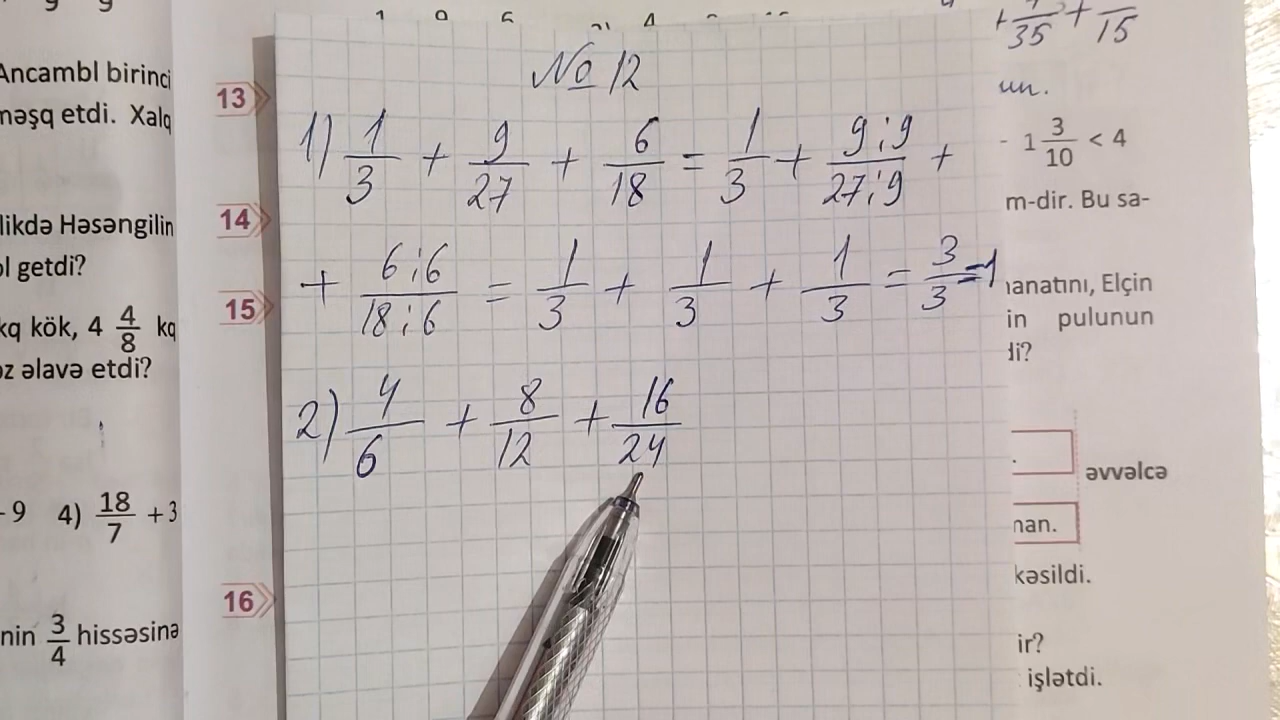 Ancambl birinci
məşq etdi. Xalq
likdə Həsəngilin
ol getdi?
kq kök, 4 4/8 kq
oz əlavə etdi?
- 9 4) 18/7 + 3
nin 3/4 hissəsinə
13
14
15
16
№ 12
1) 1/3 + 9/27 + 6/18 = 1/3 + 9:9/27:9 +
+ 6:6/18:6 = 1/3 + 1/3 + 1/3 = 3/3 = 1
2) 4/6 + 8/12 + 16/24
un.
- 1 3/10 < 4
m-dir. Bu sa-
anatını, Elçin
in pulunun
di?
əvvəlcə
nan.
kəsildi.
ir?
işlətdi.